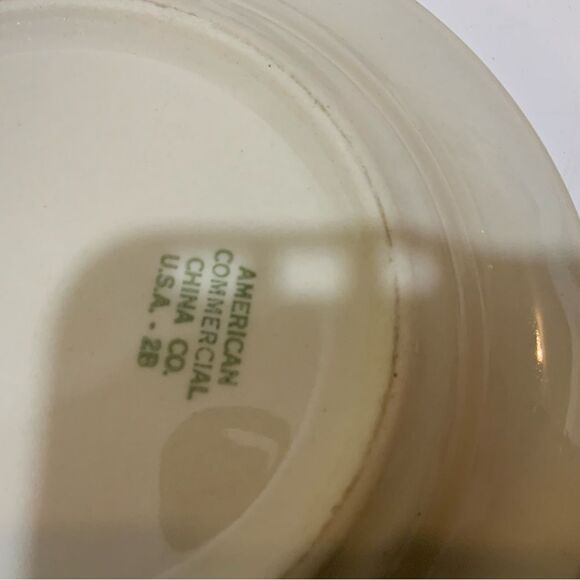 AMERICAN
COMMERCIAL
CHINA CO.
U.S.A. - 2B